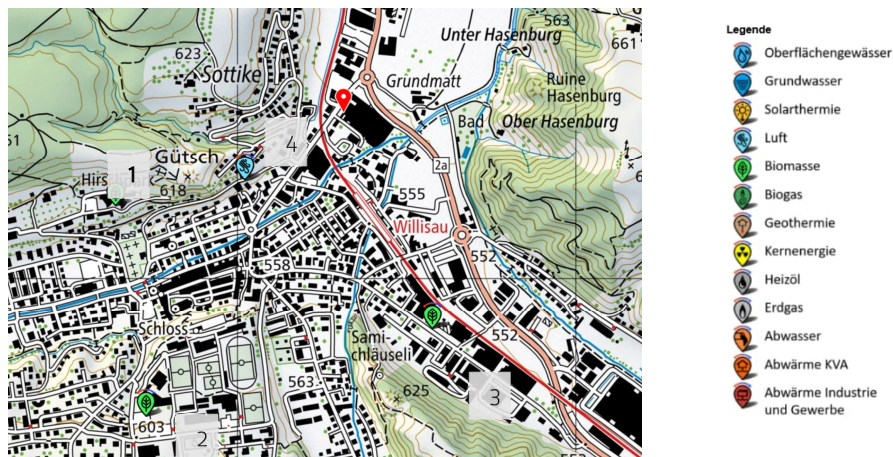 563
Unter Hasenburg
661
623
Sottike
Grundmatt
Ruine
Hasenburg
Bad
Ober Hasenburg
4
61
Gütsch
1
Hirs
618
2a
555
Willisau
552
558
Schloss
552
Sami-
chläuseli
563
625
3
603
2
Legende
Oberflächengewässer
Grundwasser
Solarthermie
Luft
Biomasse
Biogas
Geothermie
Kernenergie
Heizöl
Erdgas
Abwasser
Abwärme KVA
Abwärme Industrie
und Gewerbe